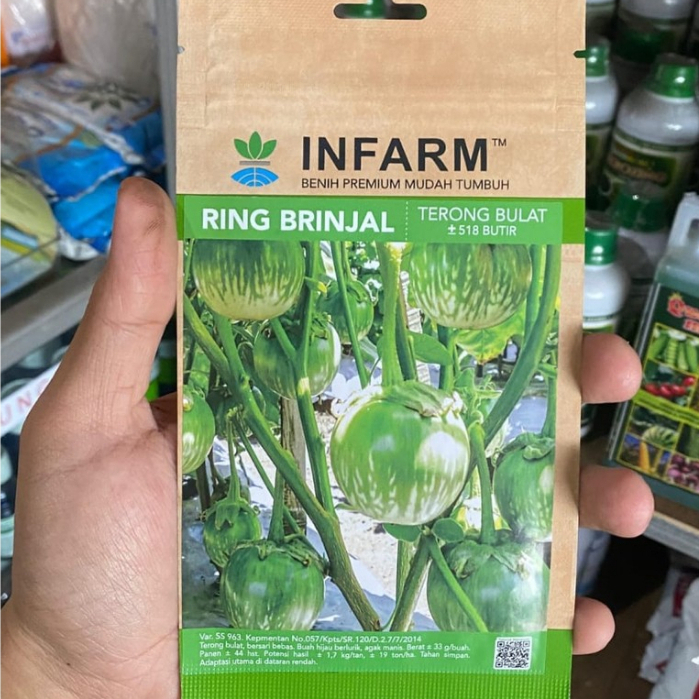 INFARM™
BENIH PREMIUM MUDAH TUMBUH
RING BRINJAL
TERONG BULAT
± 518 BUTIR
Var. SS 963. Kepmentan No.057/Kpts/SR.120/D.2.7/7/2014
Terong bulat, bersari bebas. Buah hijau berlurik, agak manis. Berat ± 33 g/buah.
Panen ± 44 hst. Potensi hasil ± 1,7 kg/tan, ± 19 ton/ha. Tahan simpan.
Adaptasi utama di dataran rendah.